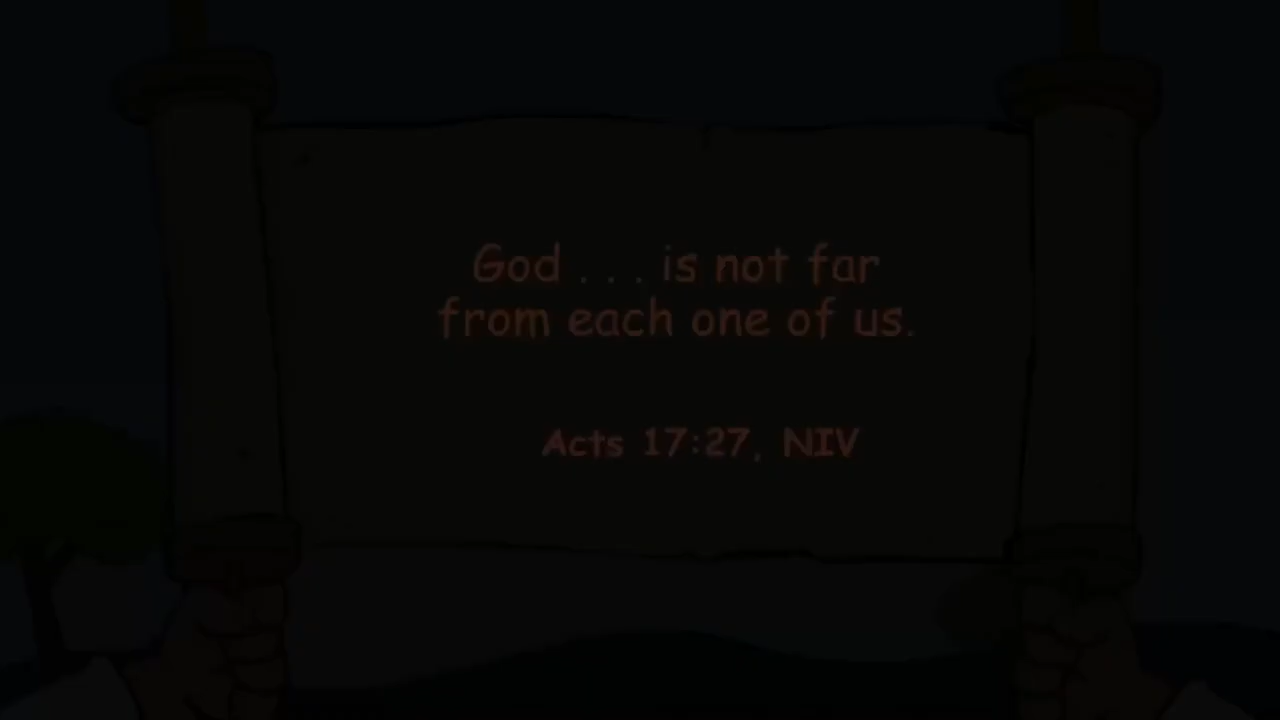 God . . . is not far
from each one of us.
Acts 17:27, NIV